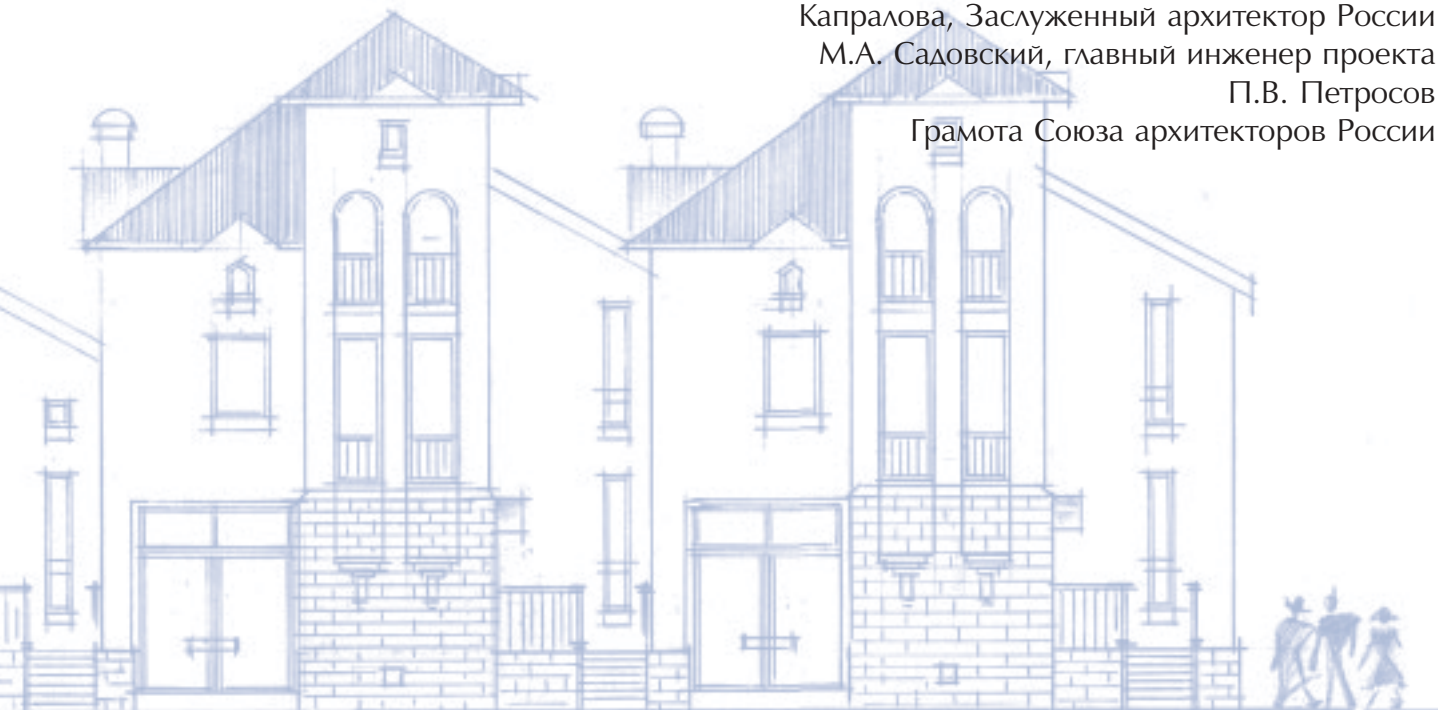 Капралова, Заслуженный архитектор России
М.А. Садовский, главный инженер проекта
П.В. Петросов
Грамота Союза архитекторов России